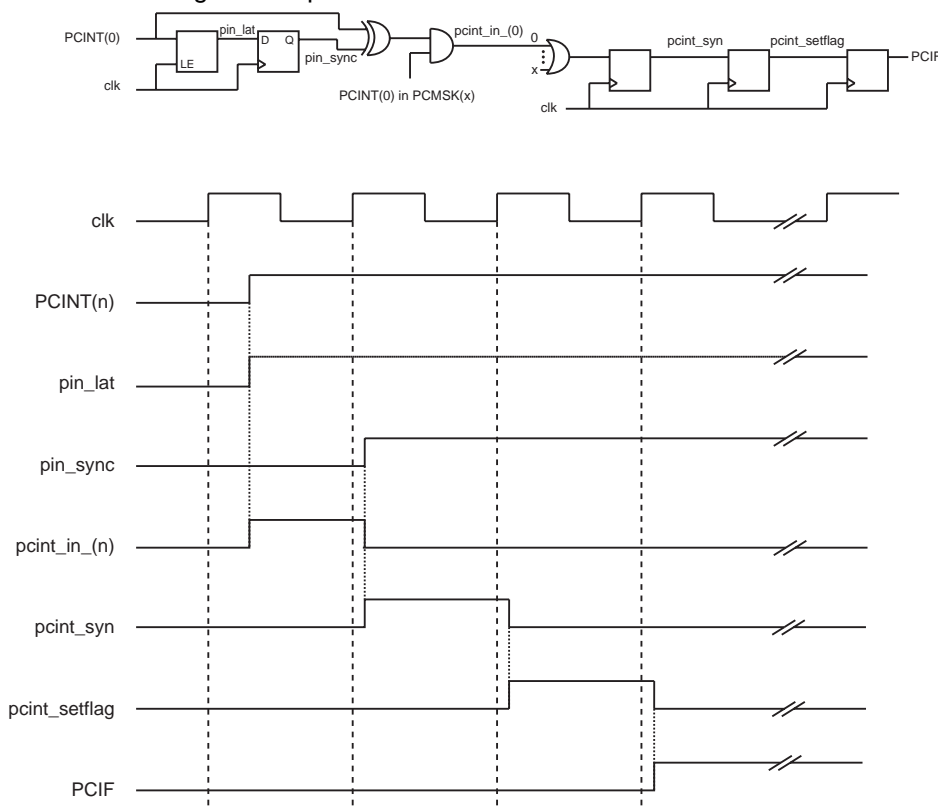 pin_lat
pcint_in_(0)
PCINT(0)
D
Q
0
pcint_syn
pcint_setflag
LE
pin_sync
PCIF
x
clk
PCINT(0) in PCMSK(x)
clk
clk
PCINT(n)
pin_lat
pin_sync
pcint_in_(n)
pcint_syn
pcint_setflag
PCIF